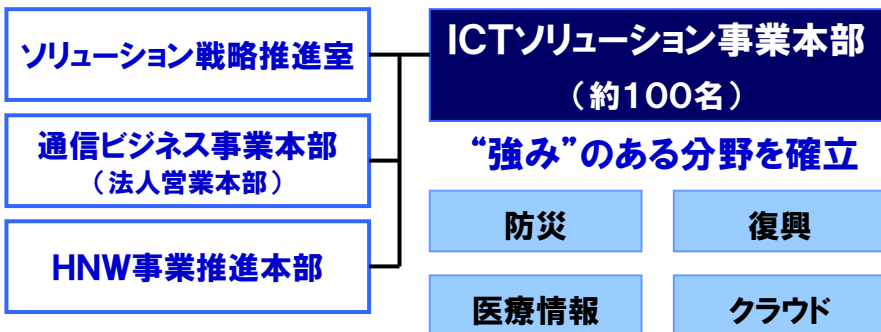 ソリューション戦略推進室
通信ビジネス事業本部
（法人営業本部）
HNW事業推進本部
ICTソリューション事業本部
（約100名）
“強み”のある分野を確立
防災
復興
医療情報
クラウド